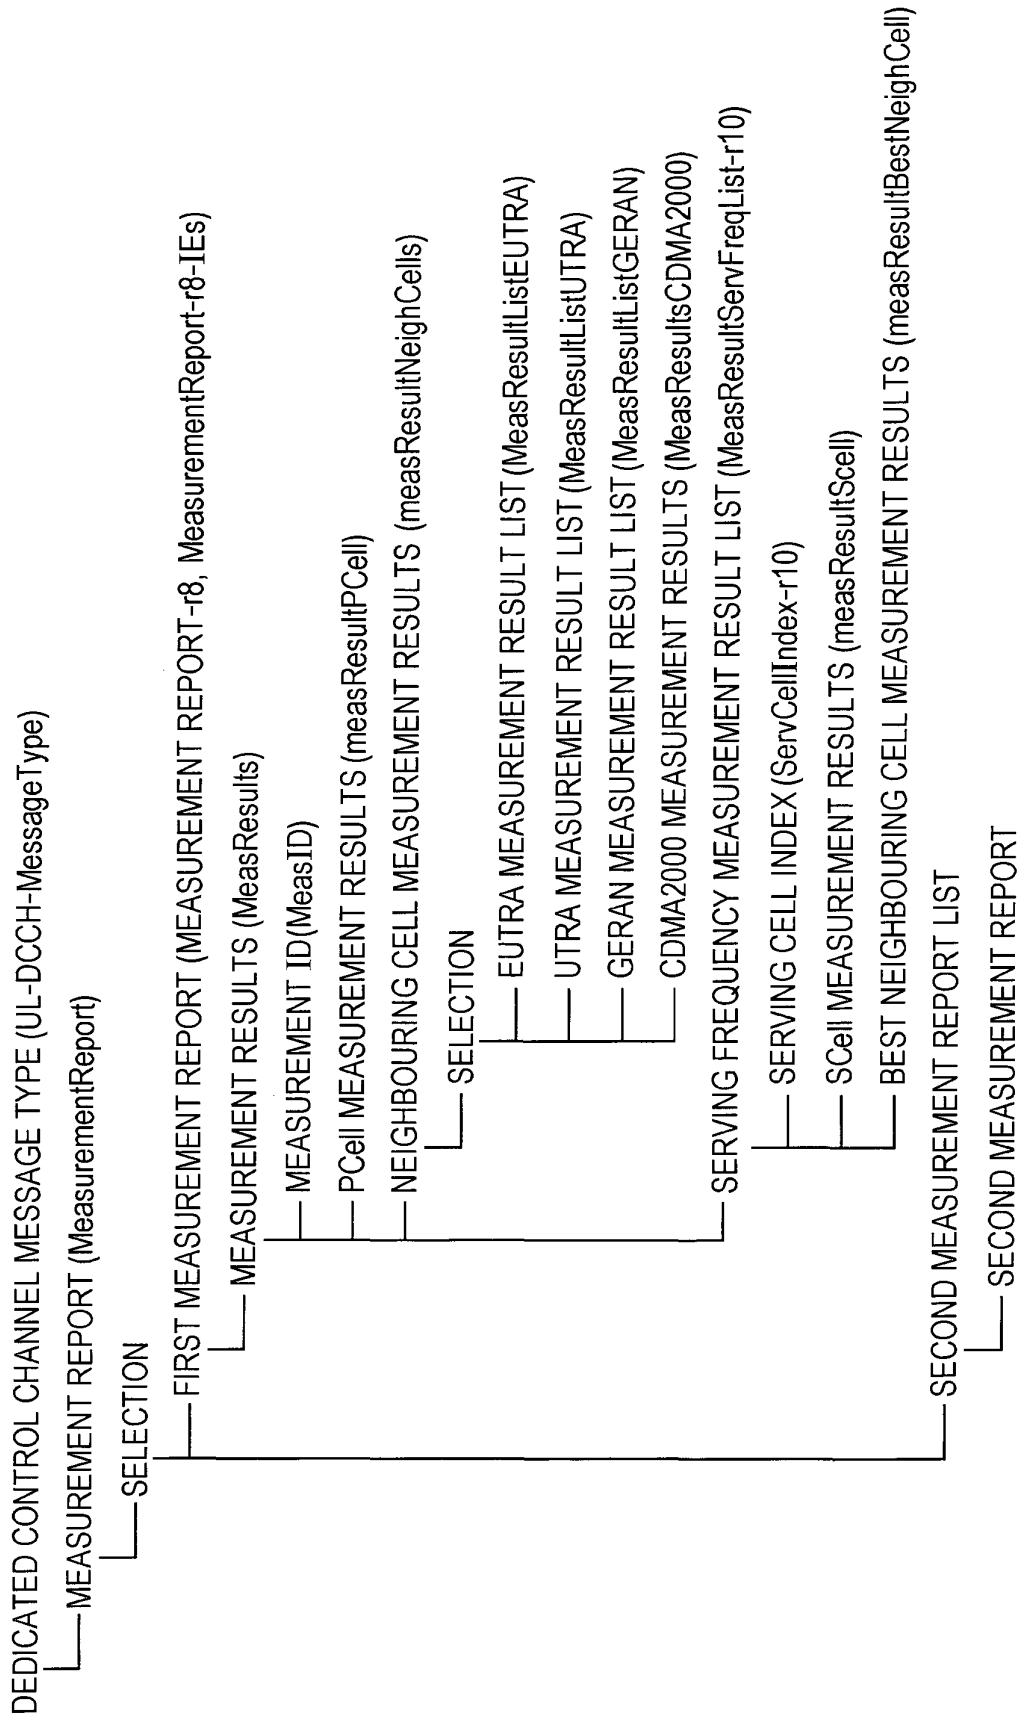 DEDICATED CONTROL CHANNEL MESSAGE TYPE (UL-DCCH-MessageType)
MEASUREMENT REPORT (MeasurementReport)
SELECTION
FIRST MEASUREMENT REPORT (MEASUREMENT REPORT-r8, MeasurementReport-r8-IEs)
MEASUREMENT RESULTS (MeasResults)
MEASUREMENT ID (MeasID)
PCell MEASUREMENT RESULTS (measResultPCell)
NEIGHBOURING CELL MEASUREMENT RESULTS (measResultNeighCells)
SELECTION
EUTRA MEASUREMENT RESULT LIST (MeasResultListEUTRA)
UTRA MEASUREMENT RESULT LIST (MeasResultListUTRA)
GERAN MEASUREMENT RESULT LIST (MeasResultListGERAN)
CDMA2000 MEASUREMENT RESULTS (MeasResultsCDMA2000)
SERVING FREQUENCY MEASUREMENT RESULT LIST (MeasResultServFreqList-r10)
SERVING CELL INDEX (ServCellIndex-r10)
SCell MEASUREMENT RESULTS (measResultScell)
BEST NEIGHBOURING CELL MEASUREMENT RESULTS (measResultBestNeighCell)
SECOND MEASUREMENT REPORT LIST
SECOND MEASUREMENT REPORT